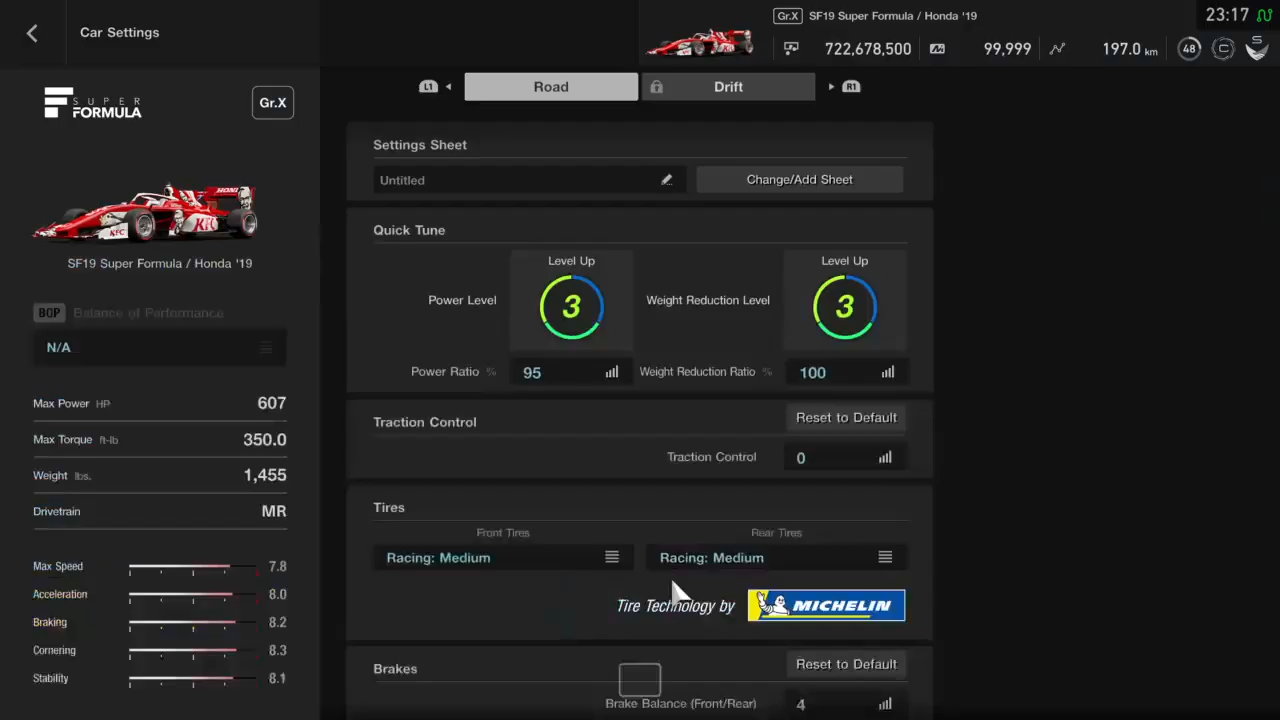 Car Settings
Gr.X SF19 Super Formula / Honda '19
23:17
722,678,500
99,999
197.0 km
48
C
S
L1
Road
Drift
R1
SUPER
FORMULA
Gr.X
KFC
SF19 Super Formula / Honda '19
BOP Balance of Performance
N/A
Max Power HP 607
Max Torque ft-lb 350.0
Weight lbs. 1,455
Drivetrain MR
Max Speed 7.8
Acceleration 8.0
Braking 8.2
Cornering 8.3
Stability 8.1
Settings Sheet
Untitled
Change/Add Sheet
Quick Tune
Power Level
Level Up
3
Weight Reduction Level
Level Up
3
Power Ratio % 95
Weight Reduction Ratio % 100
Traction Control
Reset to Default
Traction Control 0
Tires
Front Tires
Rear Tires
Racing: Medium
Racing: Medium
Tire Technology by MICHELIN
Brakes
Reset to Default
Brake Balance (Front/Rear) 4